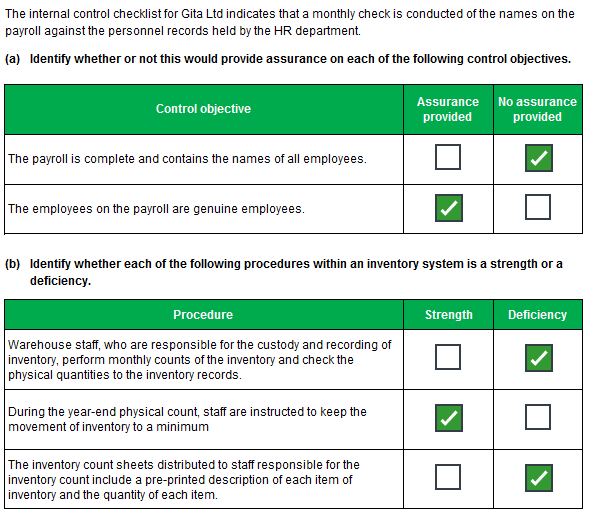 The internal control checklist for Gita Ltd indicates that a monthly check is conducted of the names on the
payroll against the personnel records held by the HR department.
(a) Identify whether or not this would provide assurance on each of the following control objectives.
Control objective
Assurance
provided
No assurance
provided
The payroll is complete and contains the names of all employees.
The employees on the payroll are genuine employees.
(b) Identify whether each of the following procedures within an inventory system is a strength or a
deficiency.
Procedure
Strength
Deficiency
Warehouse staff, who are responsible for the custody and recording of
inventory, perform monthly counts of the inventory and check the
physical quantities to the inventory records.
During the year-end physical count, staff are instructed to keep the
movement of inventory to a minimum
The inventory count sheets distributed to staff responsible for the
inventory count include a pre-printed description of each item of
inventory and the quantity of each item.